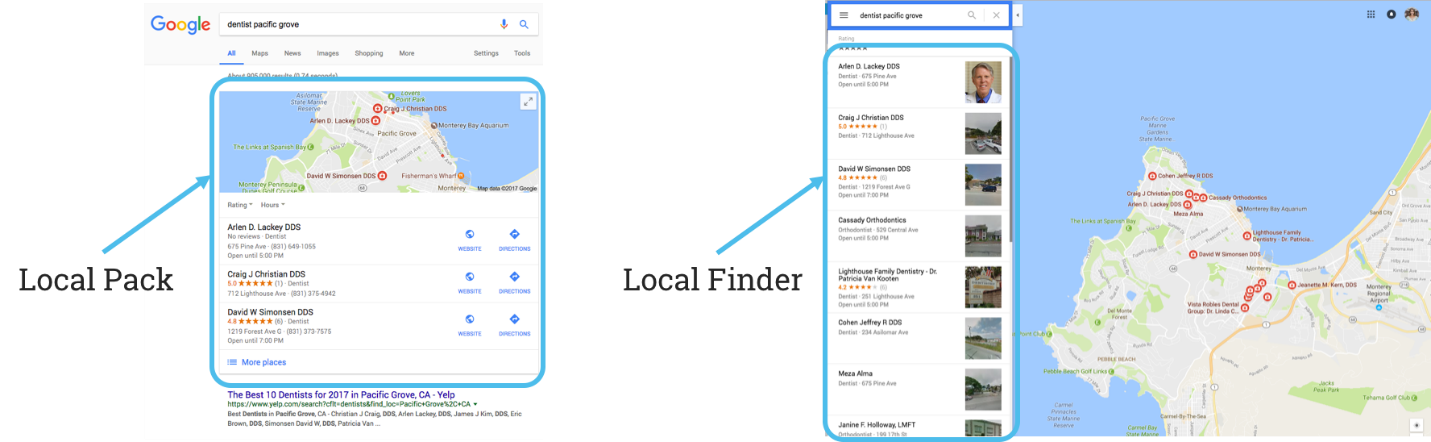 Google
dentist pacific grove
All Maps News Images Shopping More Settings Tools
About 905,000 results (0.74 seconds)
Asilomar
State Marine
Reserve
Lovers
Point Park
Craig J Christian DDS
Arlen D. Lackey DDS
Monterey Bay Aquarium
Pacific Grove
The Links at Spanish Bay
David Ave
Prescott Ave
David W Simonsen DDS
Fisherman's Wharf
Monterey Peninsula
Dunes Golf Course
68
Monterey
Map data ©2017 Google
Rating Hours
Arlen D. Lackey DDS
No reviews · Dentist
675 Pine Ave · (831) 649-1055
Open until 5:00 PM
WEBSITE DIRECTIONS
Craig J Christian DDS
5.0 ★★★★★ (1) · Dentist
712 Lighthouse Ave · (831) 375-4942
WEBSITE DIRECTIONS
David W Simonsen DDS
4.8 ★★★★★ (6) · Dentist
1219 Forest Ave G · (831) 373-7575
Open until 7:00 PM
WEBSITE DIRECTIONS
More places
The Best 10 Dentists for 2017 in Pacific Grove, CA - Yelp
https://www.yelp.com/search?cflt=dentists&find_loc=Pacific+Grove%2C+CA
Best Dentists in Pacific Grove, CA - Christian J Craig, DDS, Arlen Lackey, DDS, James J Kim, DDS, Eric
Brown, DDS, Simonsen David W, DDS, Patricia Van ...
Local Pack
Local Finder
dentist pacific grove
Rating
Arlen D. Lackey DDS
Dentist · 675 Pine Ave
Open until 5:00 PM
Craig J Christian DDS
5.0 ★★★★★ (1)
Dentist · 712 Lighthouse Ave
David W Simonsen DDS
4.8 ★★★★★ (6)
Dentist · 1219 Forest Ave G
Open until 7:00 PM
Cassady Orthodontics
Orthodontist · 525 Central Ave
Open until 5:00 PM
Lighthouse Family Dentistry - Dr.
Patricia Van Kooten
4.2 ★★★★★ (5)
Dentist · 251 Lighthouse Ave
Open until 5:00 PM
Cohen Jeffrey R DDS
Dentist · 234 Asilomar Ave
Meza Alma
Dentist · 675 Pine Ave
Janine F. Holloway, LMFT
Orthodontist · 199 17th St
Pacific Grove
Marine
Gardens
State Marine
Cohen Jeffrey R DDS
Craig J Christian DDS
Cassady Orthodontics
Arlen D. Lackey DDS
Meza Alma
Monterey Bay Aquarium
The Links at
Spanish Bay
Lighthouse Family
Dentistry - Dr. Patricia...
David W Simonsen DDS
Sand City
Monterey
Jeannette M. Kern, DDS
Vista Robles Dental
Group: Dr. Linda C...
Monterey
Regional
Airport
Del Monte
Forest
PEBBLE BEACH
Pebble Beach Golf Links
Jacks
Peak Park
Tehama Golf Club
Carmel
Pinnacles
State Marine
Reserve
Carmel-By-The-Sea